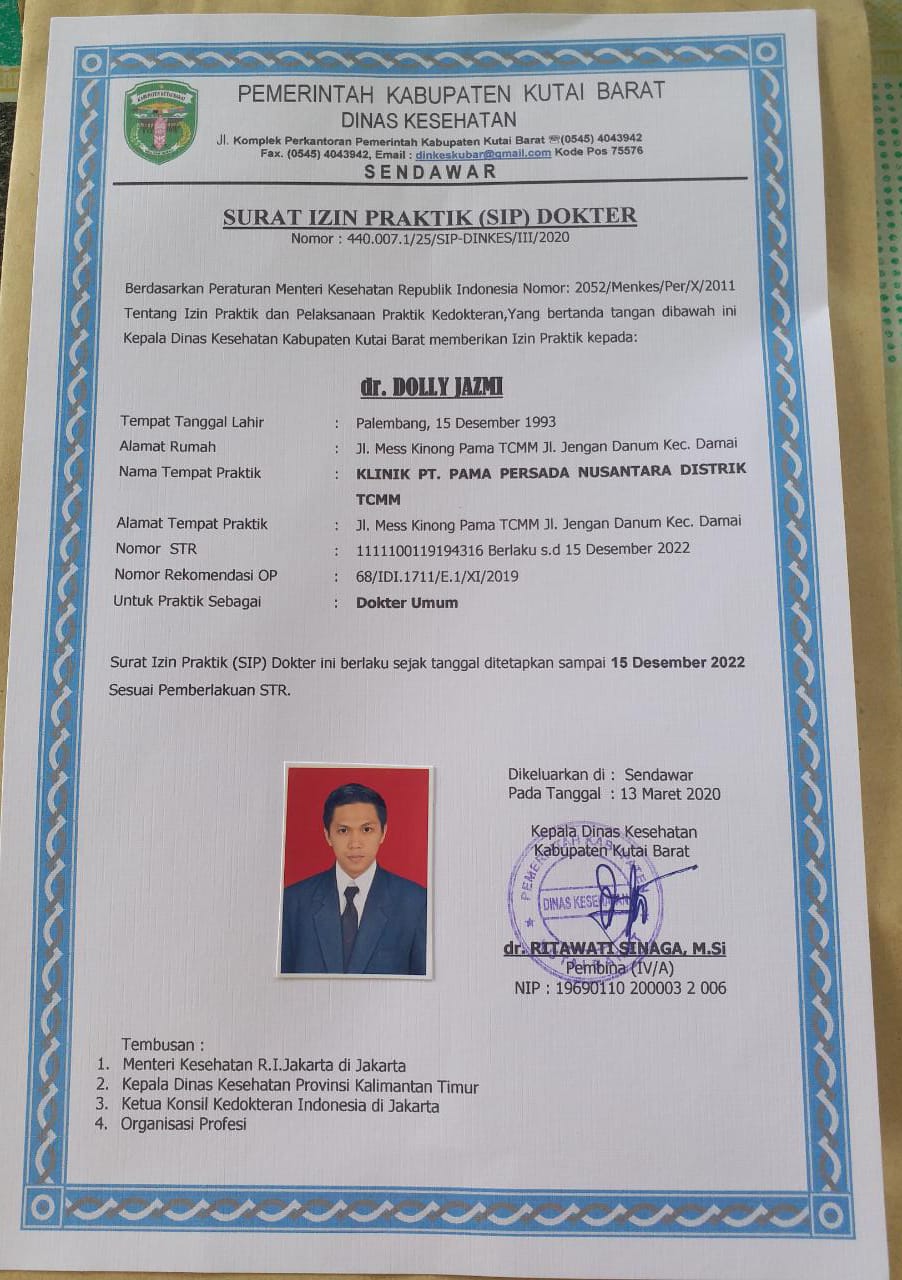 KABUPATEN KUTAI BARAT
PEMERINTAH KABUPATEN KUTAI BARAT
DINAS KESEHATAN
Jl. Komplek Perkantoran Pemerintah Kabupaten Kutai Barat ☏(0545) 4043942
Fax. (0545) 4043942, Email : dinkeskubar@gmail.com Kode Pos 75576
SENDAWAR
SURAT IZIN PRAKTIK (SIP) DOKTER
Nomor : 440.007.1/25/SIP-DINKES/III/2020
Berdasarkan Peraturan Menteri Kesehatan Republik Indonesia Nomor: 2052/Menkes/Per/X/2011
Tentang Izin Praktik dan Pelaksanaan Praktik Kedokteran,Yang bertanda tangan dibawah ini
Kepala Dinas Kesehatan Kabupaten Kutai Barat memberikan Izin Praktik kepada:
dr. DOLLY JAZMI
Tempat Tanggal Lahir : Palembang, 15 Desember 1993
Alamat Rumah : Jl. Mess Kinong Pama TCMM Jl. Jengan Danum Kec. Damai
Nama Tempat Praktik : KLINIK PT. PAMA PERSADA NUSANTARA DISTRIK
TCMM
Alamat Tempat Praktik : Jl. Mess Kinong Pama TCMM Jl. Jengan Danum Kec. Damai
Nomor STR : 1111100119194316 Berlaku s.d 15 Desember 2022
Nomor Rekomendasi OP : 68/IDI.1711/E.1/XI/2019
Untuk Praktik Sebagai : Dokter Umum
Surat Izin Praktik (SIP) Dokter ini berlaku sejak tanggal ditetapkan sampai 15 Desember 2022
Sesuai Pemberlakuan STR.
Dikeluarkan di : Sendawar
Pada Tanggal : 13 Maret 2020
Kepala Dinas Kesehatan
Kabupaten Kutai Barat
PEMERINTAH KABUPATEN
DINAS KESEHATAN
dr. RITAWATI SINAGA, M.Si
Pembina (IV/A)
NIP : 19690110 200003 2 006
Tembusan :
1. Menteri Kesehatan R.I.Jakarta di Jakarta
2. Kepala Dinas Kesehatan Provinsi Kalimantan Timur
3. Ketua Konsil Kedokteran Indonesia di Jakarta
4. Organisasi Profesi